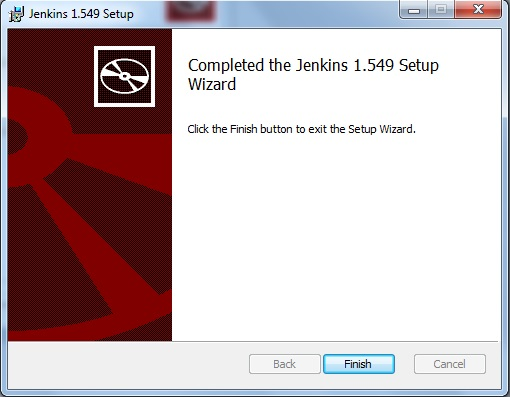 Jenkins 1.549 Setup
Completed the Jenkins 1.549 Setup
Wizard
Click the Finish button to exit the Setup Wizard.
Back
Finish
Cancel